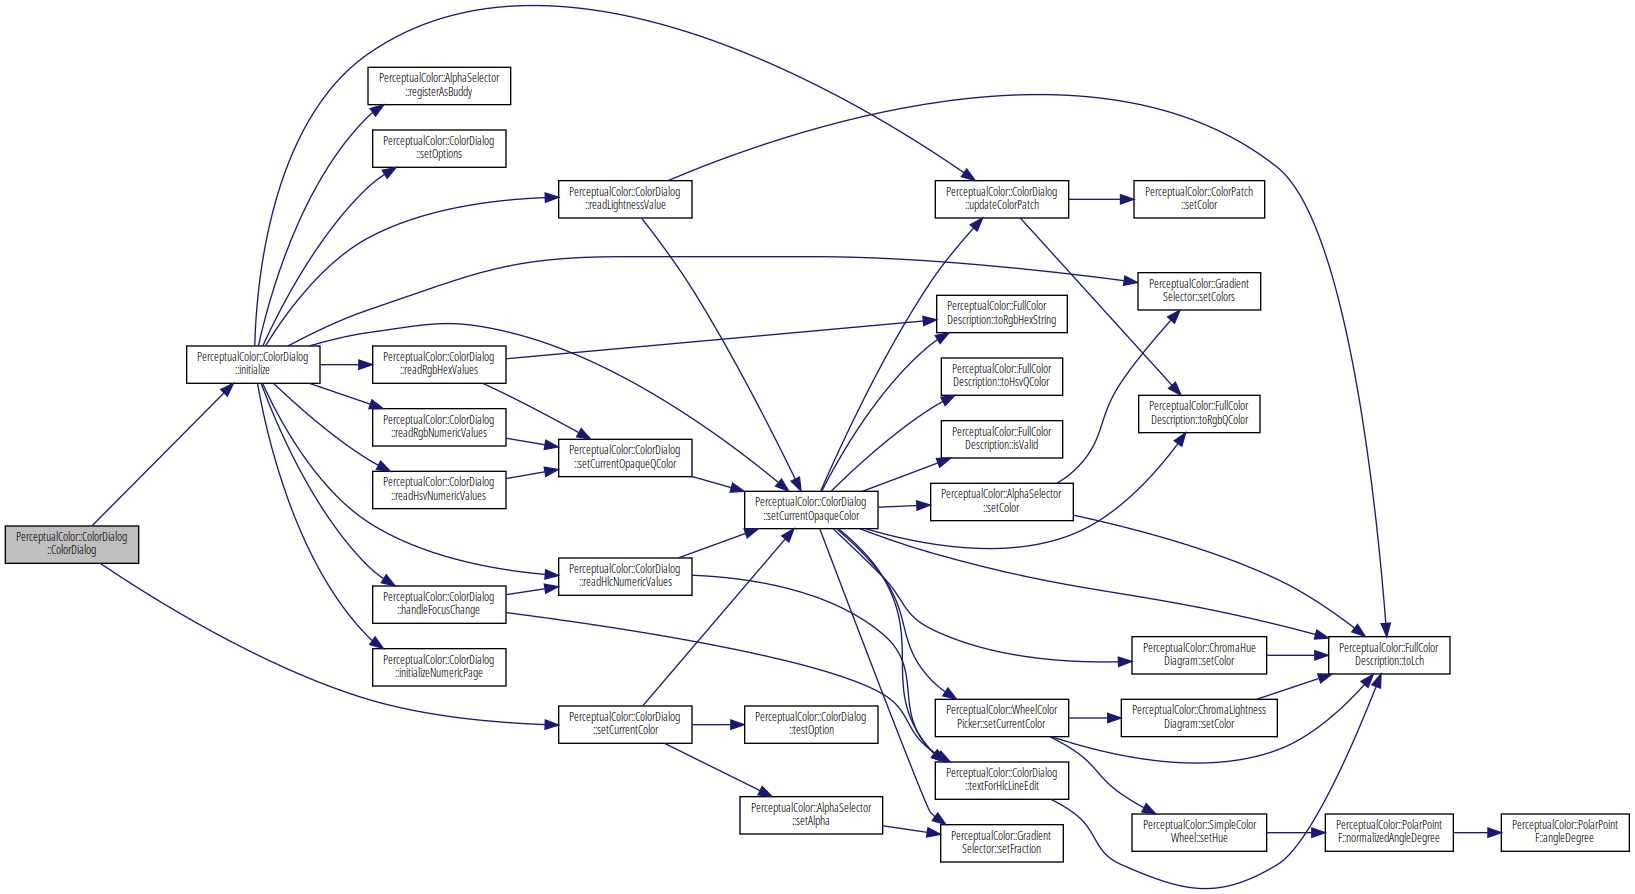 PerceptualColor::ColorDialog
::ColorDialog
PerceptualColor::ColorDialog
::initialize
PerceptualColor::AlphaSelector
::registerAsBuddy
PerceptualColor::ColorDialog
::setOptions
PerceptualColor::ColorDialog
::readLightnessValue
PerceptualColor::ColorDialog
::readRgbHexValues
PerceptualColor::ColorDialog
::readRgbNumericValues
PerceptualColor::ColorDialog
::readHsvNumericValues
PerceptualColor::ColorDialog
::setCurrentOpaqueQColor
PerceptualColor::ColorDialog
::readHlcNumericValues
PerceptualColor::ColorDialog
::handleFocusChange
PerceptualColor::ColorDialog
::initializeNumericPage
PerceptualColor::ColorDialog
::setCurrentColor
PerceptualColor::ColorDialog
::testOption
PerceptualColor::AlphaSelector
::setAlpha
PerceptualColor::ColorDialog
::setCurrentOpaqueColor
PerceptualColor::ColorDialog
::updateColorPatch
PerceptualColor::ColorPatch
::setColor
PerceptualColor::Gradient
Selector::setColors
PerceptualColor::FullColor
Description::toRgbHexString
PerceptualColor::FullColor
Description::toHsvQColor
PerceptualColor::FullColor
Description::isValid
PerceptualColor::FullColor
Description::toRgbQColor
PerceptualColor::AlphaSelector
::setColor
PerceptualColor::ChromaHue
Diagram::setColor
PerceptualColor::FullColor
Description::toLch
PerceptualColor::WheelColor
Picker::setCurrentColor
PerceptualColor::ChromaLightness
Diagram::setColor
PerceptualColor::ColorDialog
::textForHlcLineEdit
PerceptualColor::Gradient
Selector::setFraction
PerceptualColor::SimpleColor
Wheel::setHue
PerceptualColor::PolarPoint
F::normalizedAngleDegree
PerceptualColor::PolarPoint
F::angleDegree